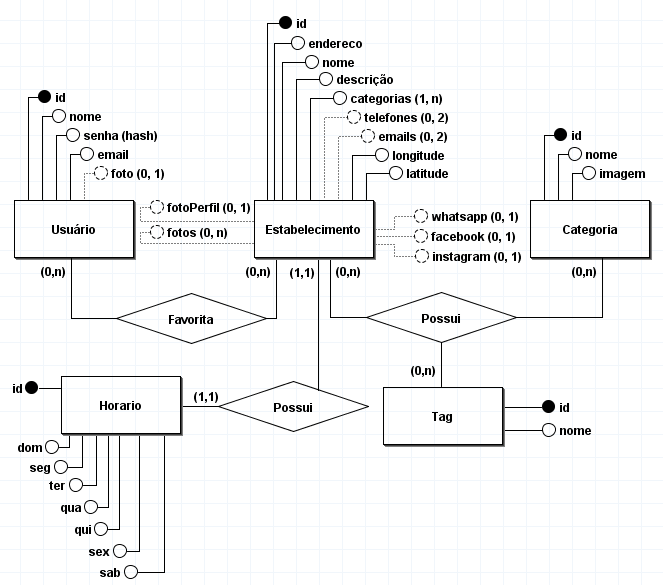 id
endereco
nome
descrição
categorias (1, n)
telefones (0, 2)
emails (0, 2)
longitude
latitude
id
nome
senha (hash)
email
foto (0, 1)
id
nome
imagem
fotoPerfil (0, 1)
fotos (0, n)
whatsapp (0, 1)
facebook (0, 1)
instagram (0, 1)
Usuário
Estabelecimento
Categoria
(0,n)
(0,n)
(1,1)
(0,n)
(0,n)
Favorita
Possui
(0,n)
id
Horario
(1,1)
Possui
Tag
id
nome
dom
seg
ter
qua
qui
sex
sab